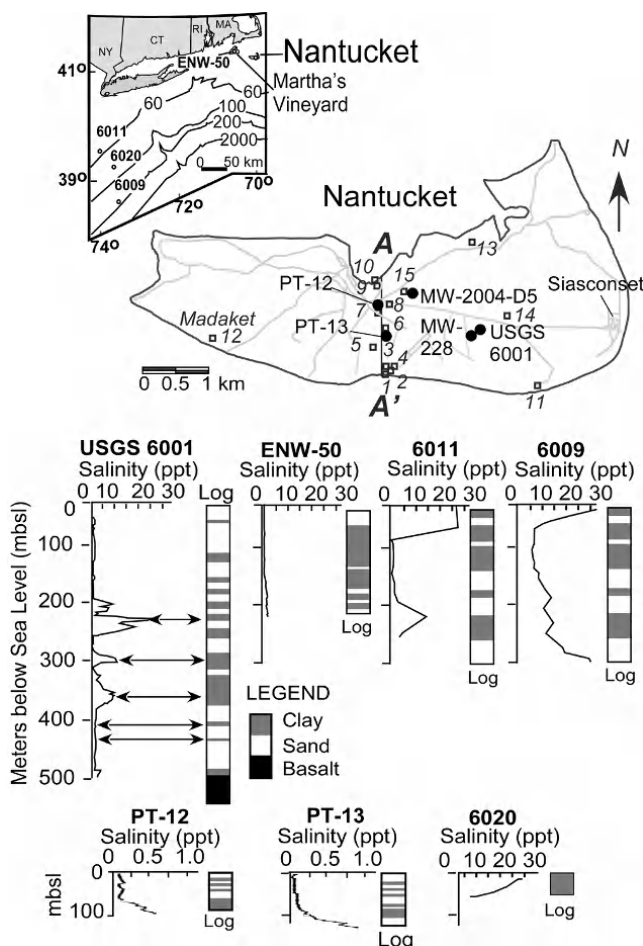 NY
CT
RI
MA
Nantucket
ENW-50
Martha's
Vineyard
41°
60
60
100
200
2000
6011
6020
6009
0 50 km
39°
74°
72°
70°
N
Nantucket
A
10
9
15
13
PT-12
7
8
MW-2004-D5
14
Siasconset
Madaket
12
PT-13
6
5
3
MW-
228
USGS
6001
4
1
2
11
0 1 km
A'
USGS 6001
Salinity (ppt)
0 10 20 30
Log
Meters below Sea Level (mbsl)
0
100
200
300
400
500
ENW-50
Salinity (ppt)
0 10 20 30
Log
6011
Salinity (ppt)
0 10 20 30
Log
6009
Salinity (ppt)
0 10 20 30
Log
LEGEND
Clay
Sand
Basalt
PT-12
Salinity (ppt)
0 0.5 1.0
mbsl
0
100
Log
PT-13
Salinity (ppt)
0 0.5 1.0
Log
6020
Salinity (ppt)
0 10 20 30
Log